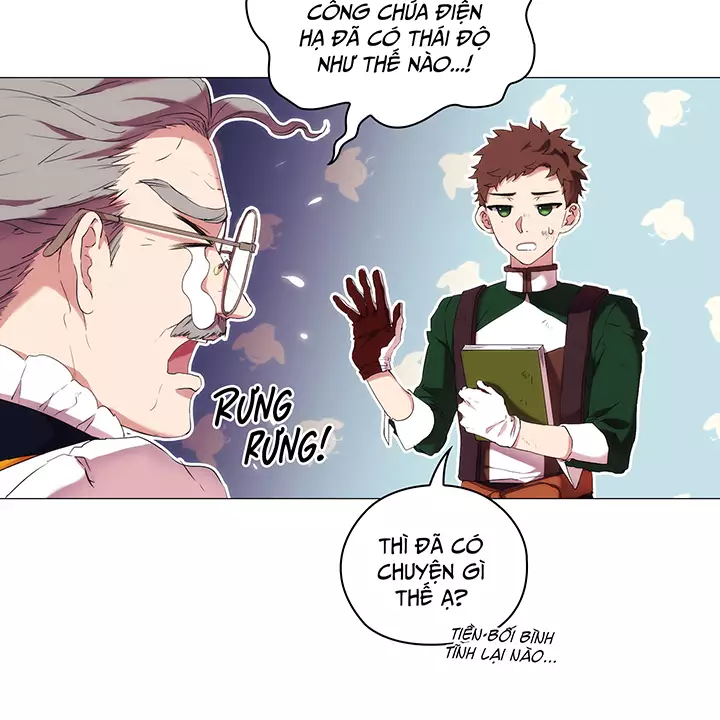 CÔNG CHÚA ĐIỆN
HẠ ĐÃ CÓ THÁI ĐỘ
NHƯ THẾ NÀO...!
RƯNG
RƯNG!
THÌ ĐÃ CÓ
CHUYỆN GÌ
THẾ Ạ?
TIỀN-BỐI BÌNH
TĨNH LẠI NÀO...